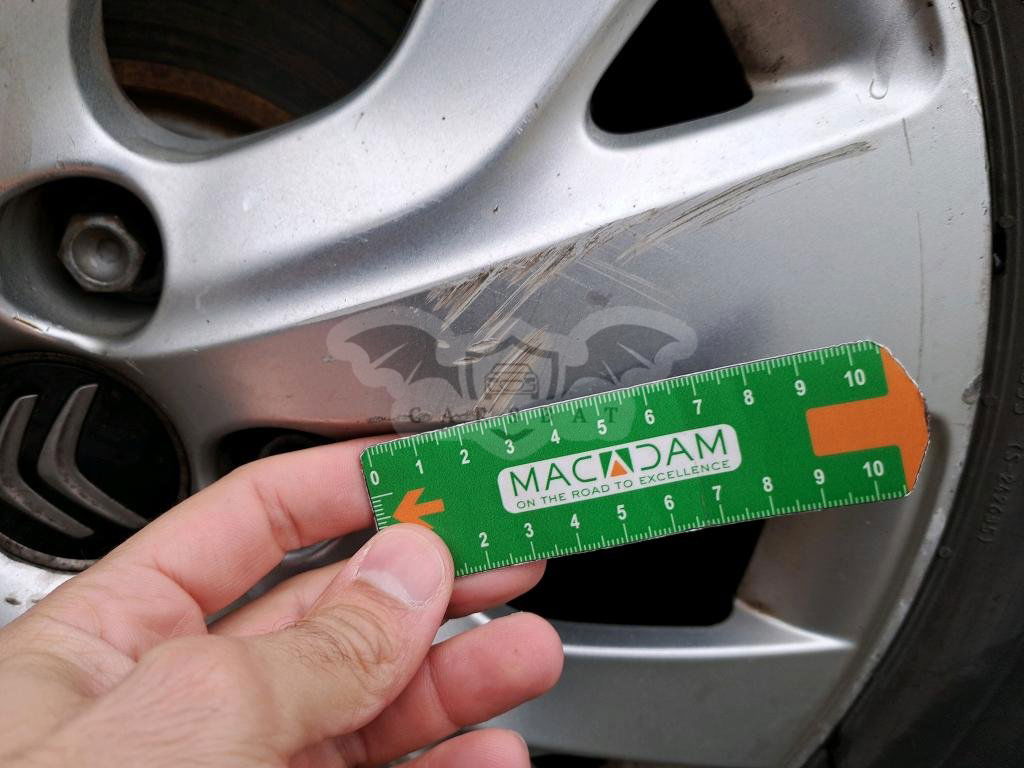 CARBAT
0 1 2 3 4 5 6 7 8 9 10
MACADAM
ON THE ROAD TO EXCELLENCE
2 3 4 5 6 7 8 9 10